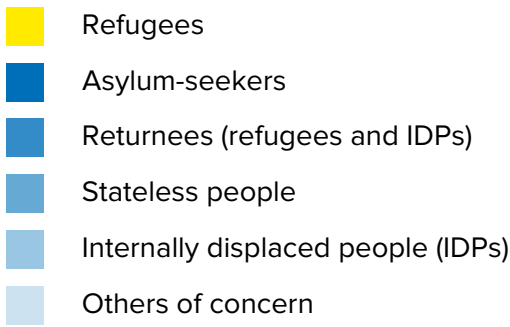 Refugees
Asylum-seekers
Returnees (refugees and IDPs)
Stateless people
Internally displaced people (IDPs)
Others of concern